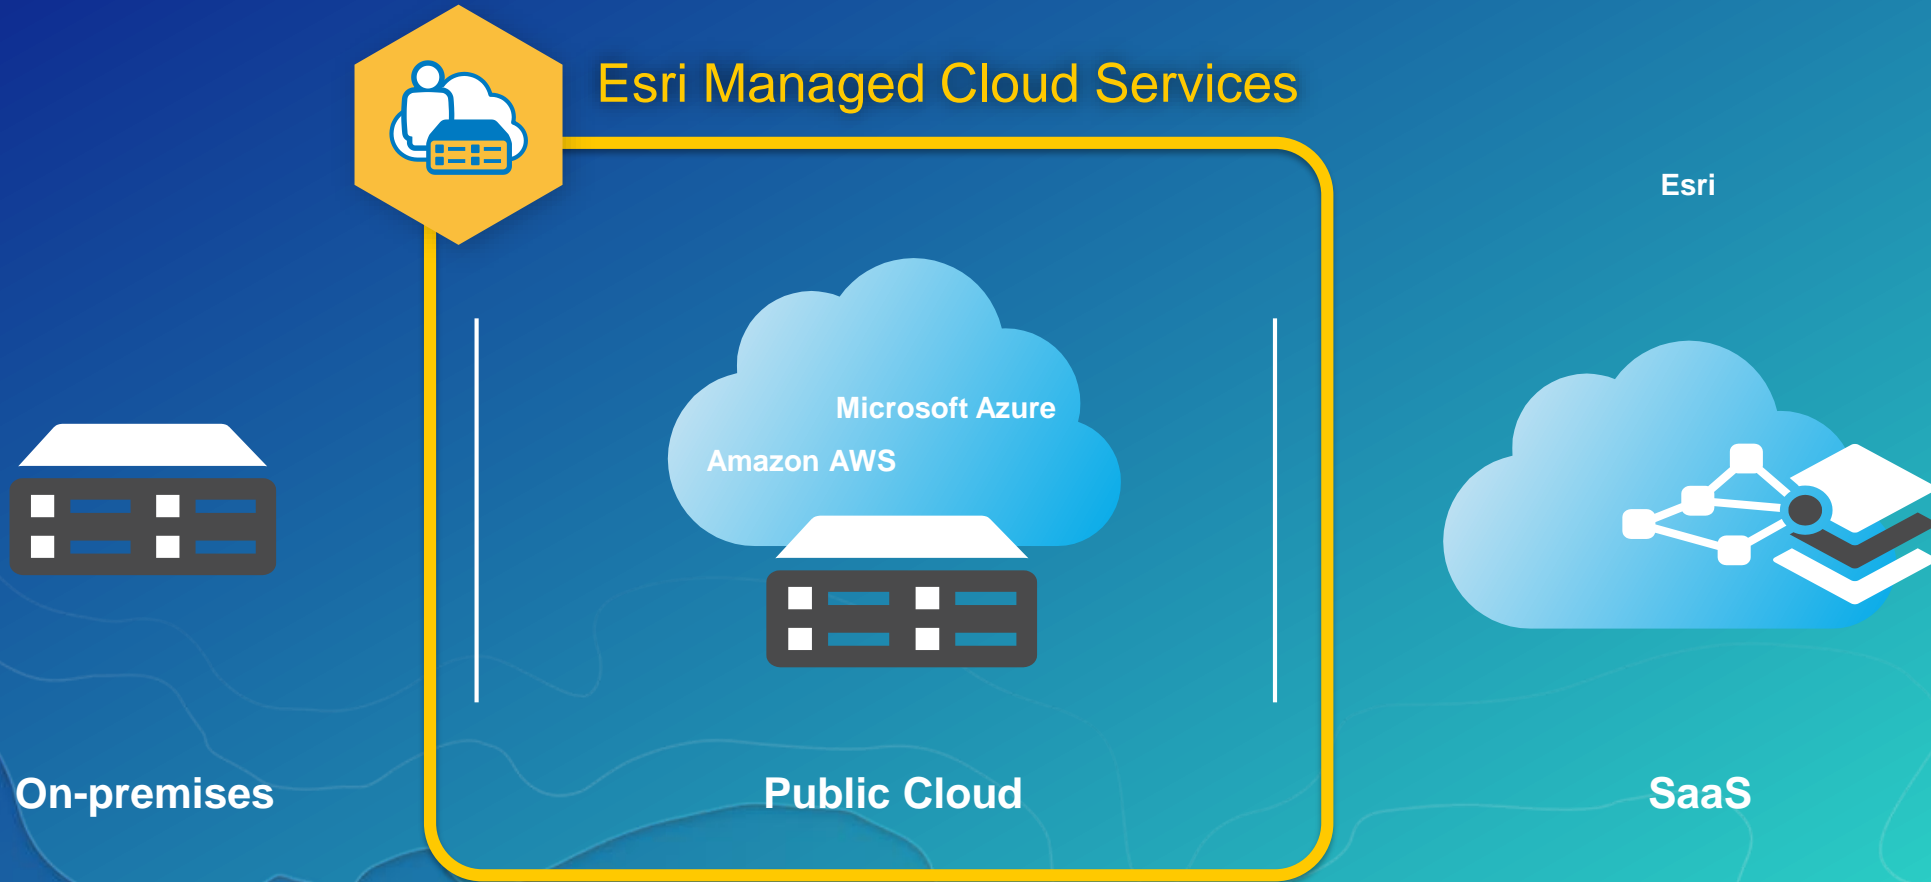 Esri Managed Cloud Services
Esri
Microsoft Azure
Amazon AWS
On-premises
Public Cloud
SaaS